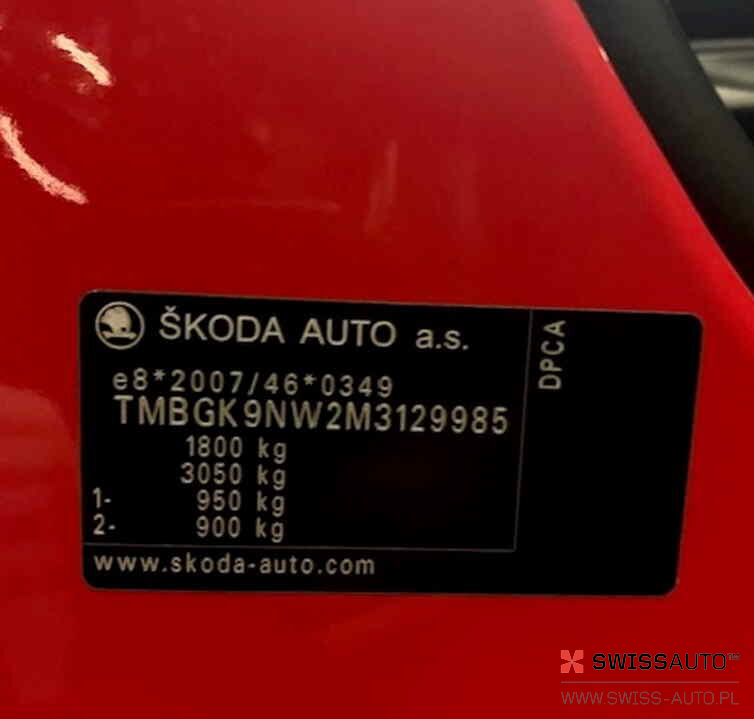 ŠKODA AUTO a.s.
DPCA
e8*2007/46*0349
TMBGK9NW2M3129985
1800 kg
3050 kg
1- 950 kg
2- 900 kg
www.skoda-auto.com
SWISSAUTO™
WWW.SWISS-AUTO.PL